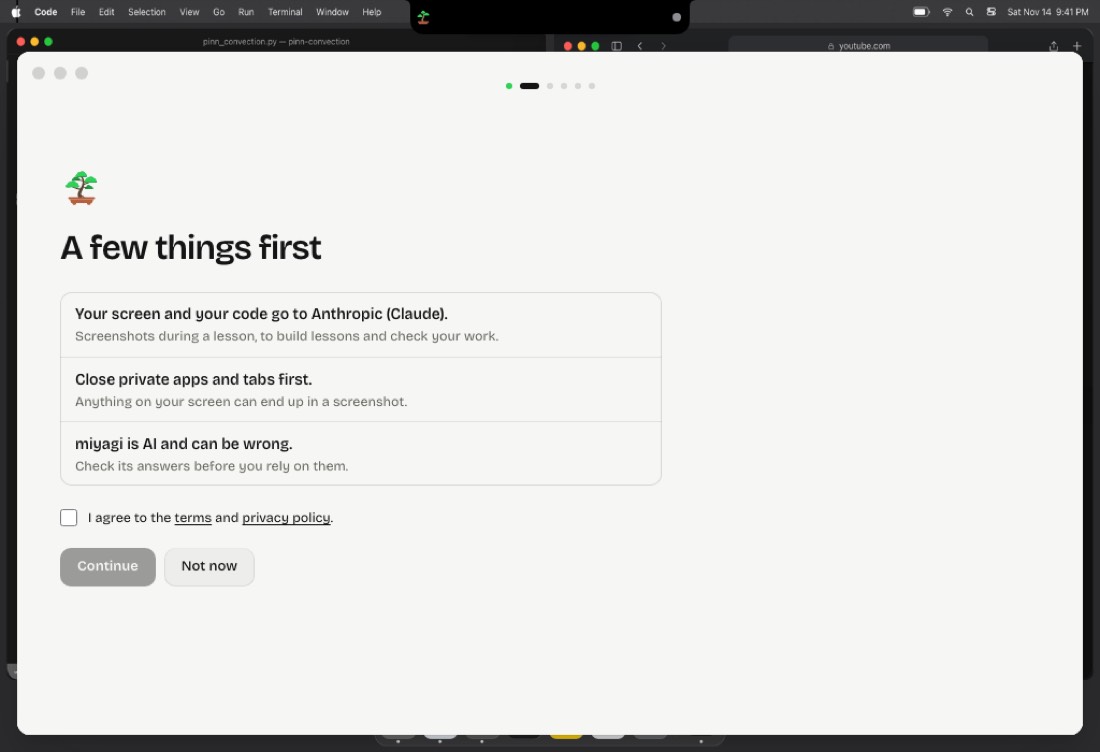 Code File Edit Selection View Go Run Terminal Window Help
Sat Nov 14 9:41 PM
pinn_convection.py — pinn-convection
youtube.com
A few things first
Your screen and your code go to Anthropic (Claude).
Screenshots during a lesson, to build lessons and check your work.
Close private apps and tabs first.
Anything on your screen can end up in a screenshot.
miyagi is AI and can be wrong.
Check its answers before you rely on them.
I agree to the terms and privacy policy.
Continue
Not now